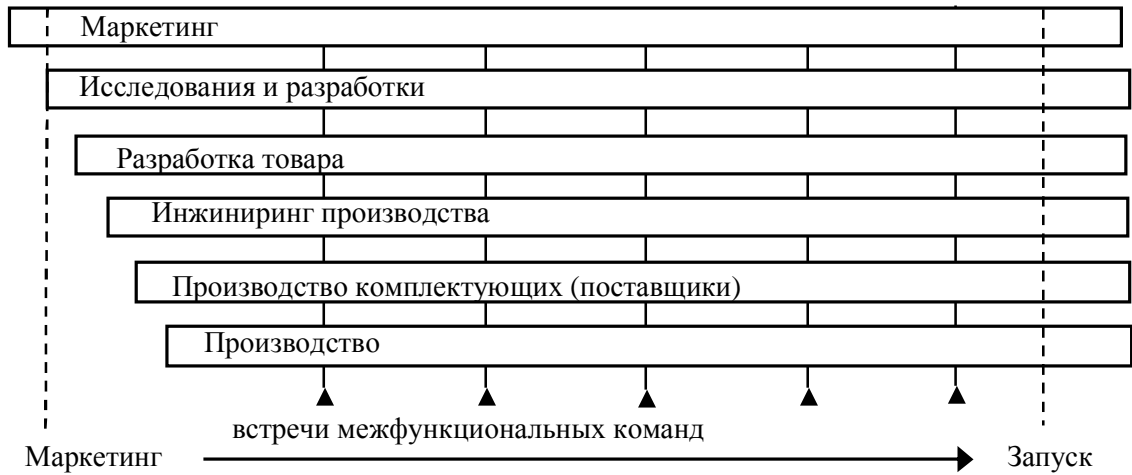 Маркетинг
Исследования и разработки
Разработка товара
Инжиниринг производства
Производство комплектующих (поставщики)
Производство
встречи межфункциональных команд
Маркетинг
Запуск